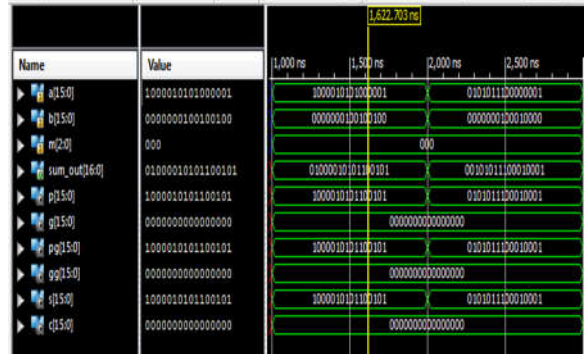 1,622.703 ns
Name Value 1,000 ns 1,500 ns 2,000 ns 2,500 ns
a[15:0] 1000010101000001 1000010101000001 0101011100000001
b[15:0] 0000000100100100 0000000100100100 0000000100010000
m[2:0] 000 000
sum_out[16:0] 01000010101100101 01000010101100101 00101011100010001
p[15:0] 1000010101100101 1000010101100101 0101011100010001
g[15:0] 0000000000000000 0000000000000000
pg[15:0] 1000010101100101 1000010101100101 0101011100010001
gg[15:0] 0000000000000000 0000000000000000
s[15:0] 1000010101100101 1000010101100101 0101011100010001
c[15:0] 0000000000000000 0000000000000000